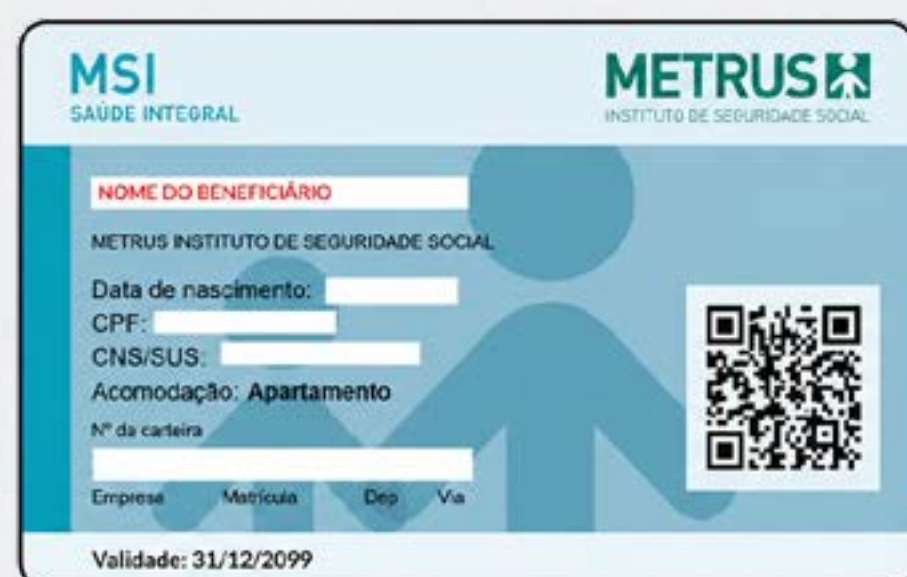 MSI
SAÚDE INTEGRAL
METRUS
INSTITUTO DE SEGURIDADE SOCIAL
NOME DO BENEFICIÁRIO
METRUS INSTITUTO DE SEGURIDADE SOCIAL
Data de nascimento:
CPF:
CNS/SUS:
Acomodação: Apartamento
Nº da carteira
Empresa Matrícula Dep Via
Validade: 31/12/2099